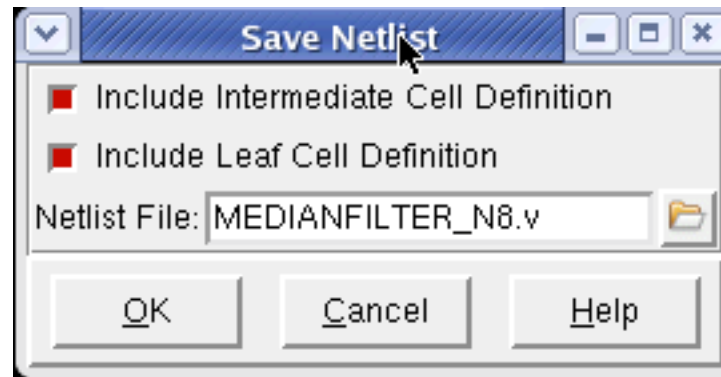 Save Netlist
Include Intermediate Cell Definition
Include Leaf Cell Definition
Netlist File: MEDIANFILTER_N8.v
OK Cancel Help